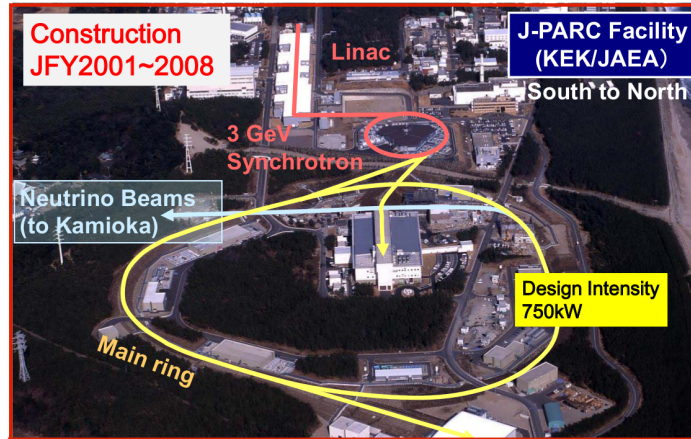 Construction
JFY2001~2008
Linac
J-PARC Facility
(KEK/JAEA）
South to North
3 GeV
Synchrotron
Neutrino Beams
(to Kamioka)
Design Intensity
750kW
Main ring